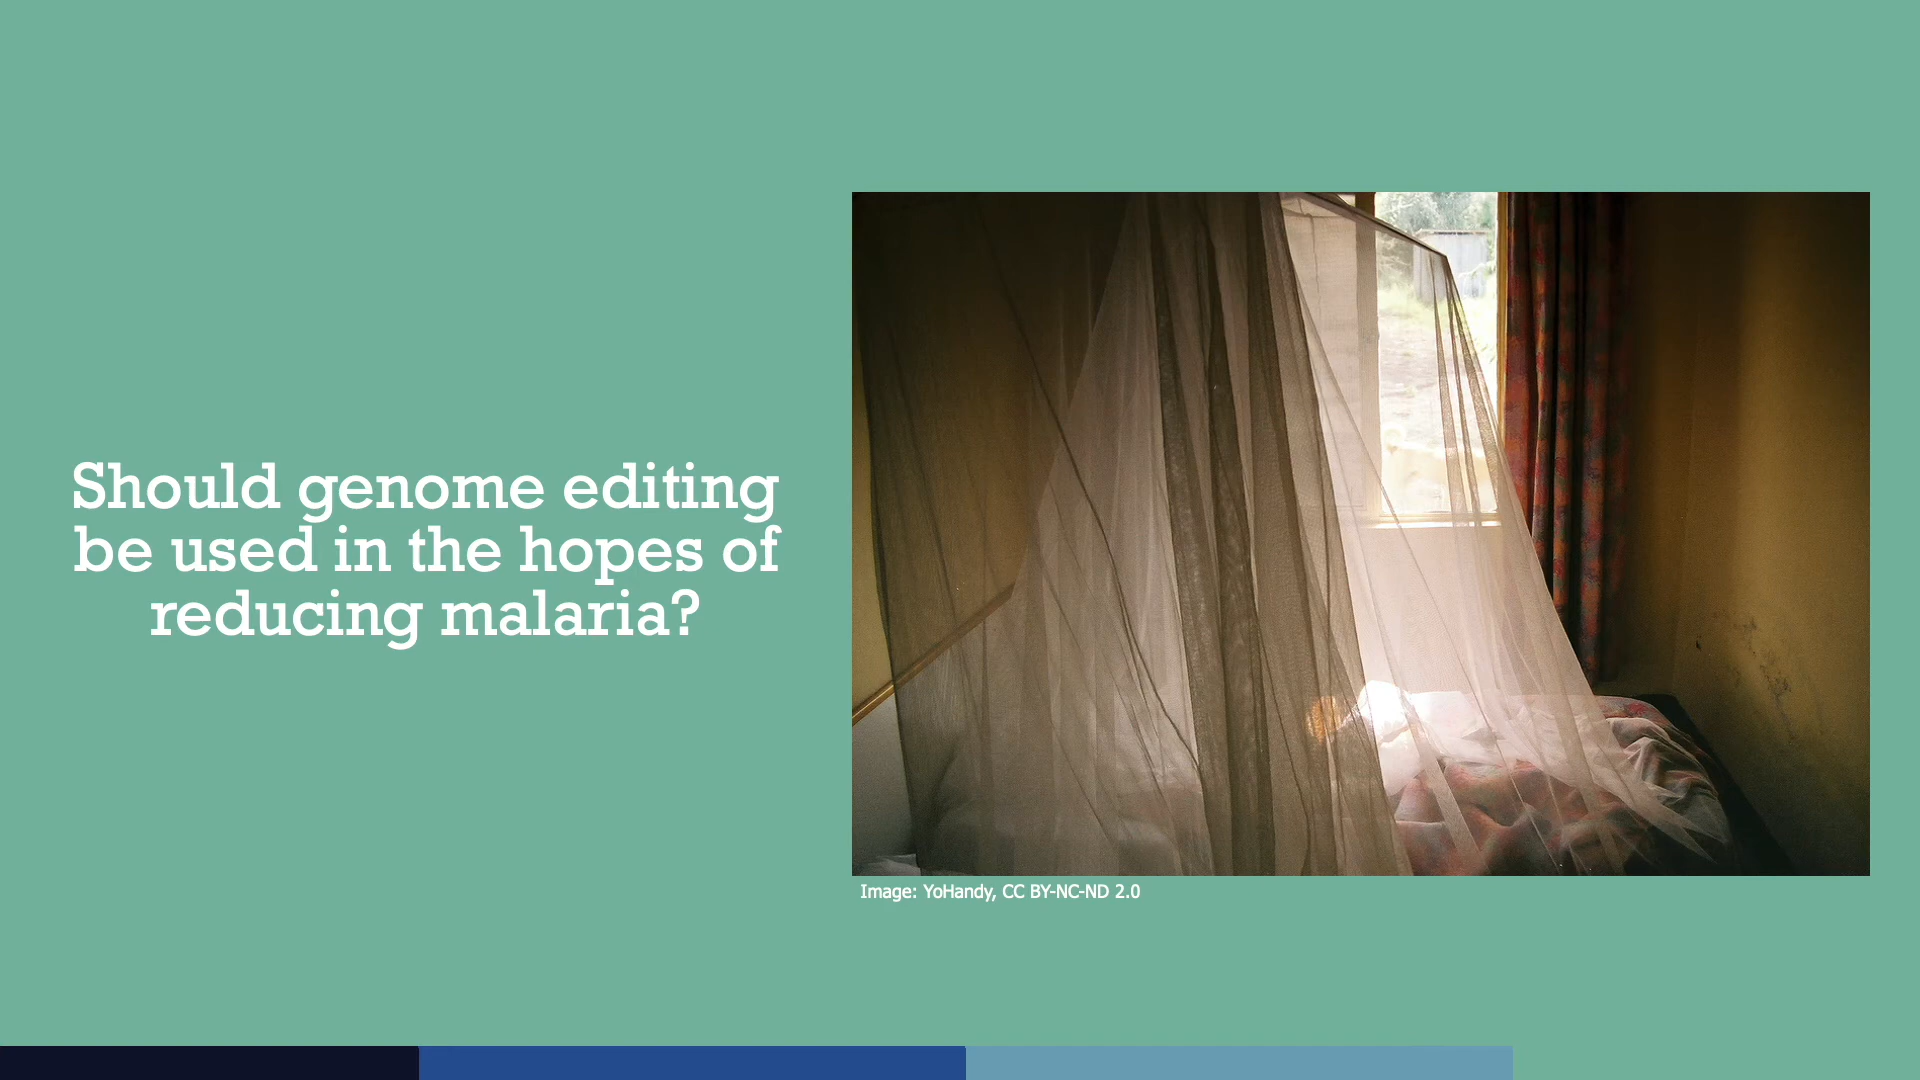 Should genome editing
be used in the hopes of
reducing malaria?
Image: YoHandy, CC BY-NC-ND 2.0